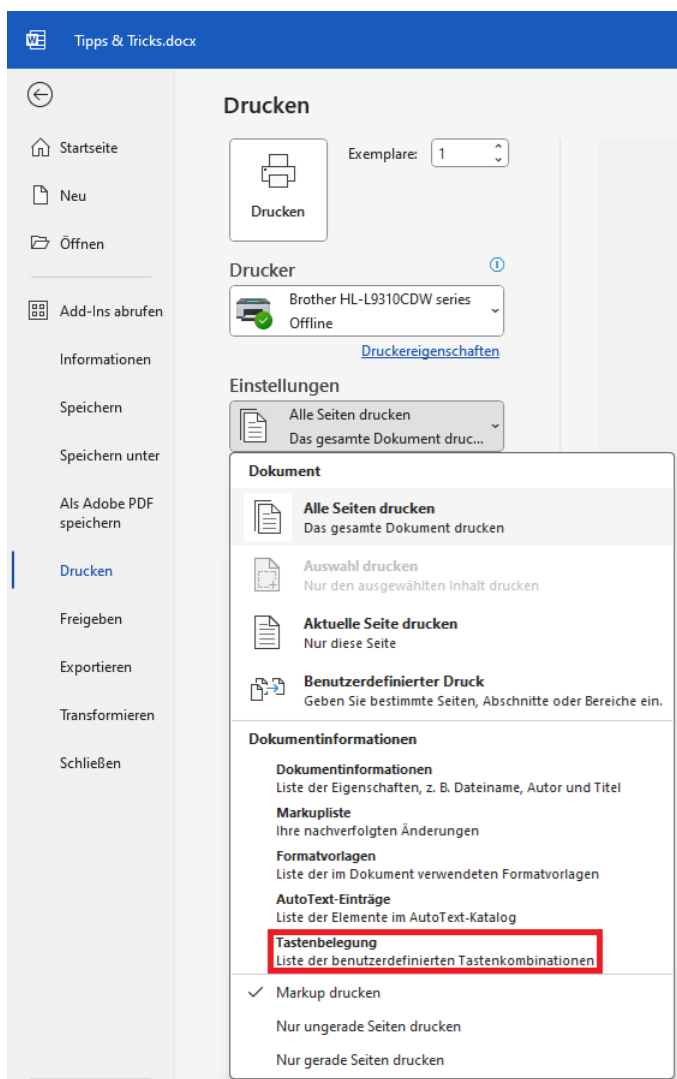 Tipps & Tricks.docx
Drucken
Startseite
Neu
Öffnen
Add-Ins abrufen
Informationen
Speichern
Speichern unter
Als Adobe PDF
speichern
Drucken
Freigeben
Exportieren
Transformieren
Schließen
Drucken
Exemplare: 1
Drucker
Brother HL-L9310CDW series
Offline
Druckereigenschaften
Einstellungen
Alle Seiten drucken
Das gesamte Dokument druc...
Dokument
Alle Seiten drucken
Das gesamte Dokument drucken
Auswahl drucken
Nur den ausgewählten Inhalt drucken
Aktuelle Seite drucken
Nur diese Seite
Benutzerdefinierter Druck
Geben Sie bestimmte Seiten, Abschnitte oder Bereiche ein.
Dokumentinformationen
Dokumentinformationen
Liste der Eigenschaften, z. B. Dateiname, Autor und Titel
Markupliste
Ihre nachverfolgten Änderungen
Formatvorlagen
Liste der im Dokument verwendeten Formatvorlagen
AutoText-Einträge
Liste der Elemente im AutoText-Katalog
Tastenbelegung
Liste der benutzerdefinierten Tastenkombinationen
Markup drucken
Nur ungerade Seiten drucken
Nur gerade Seiten drucken